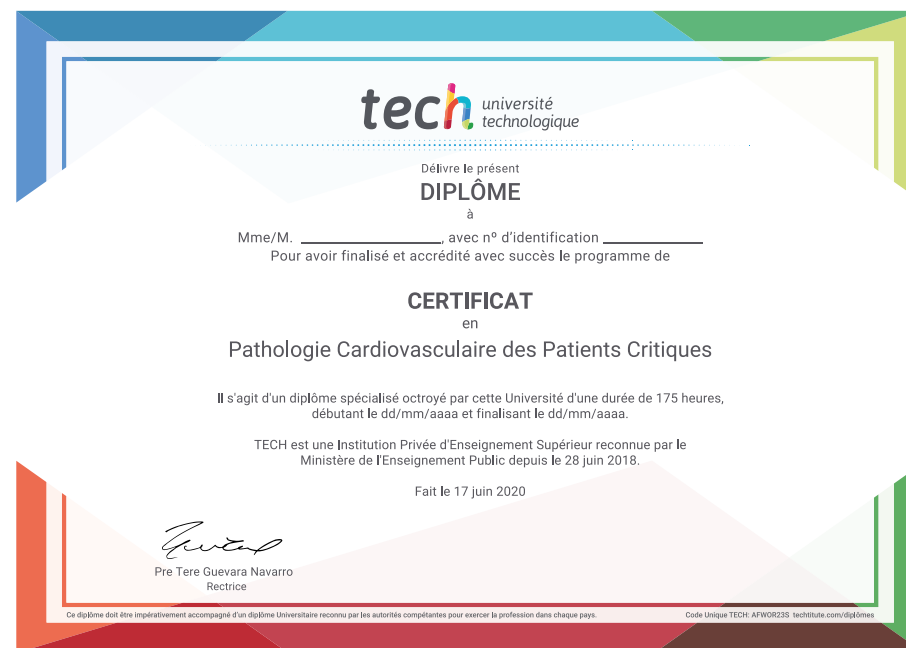 tech université
technologique
Délivre le présent
DIPLÔME
à
Mme/M. ____________________, avec nº d'identification ______________
Pour avoir finalisé et accrédité avec succès le programme de
CERTIFICAT
en
Pathologie Cardiovasculaire des Patients Critiques
Il s'agit d'un diplôme spécialisé octroyé par cette Université d'une durée de 175 heures,
débutant le dd/mm/aaaa et finalisant le dd/mm/aaaa.
TECH est une Institution Privée d'Enseignement Supérieur reconnue par le
Ministère de l'Enseignement Public depuis le 28 juin 2018.
Fait le 17 juin 2020
Pre Tere Guevara Navarro
Rectrice
Ce diplôme doit être impérativement accompagné d'un diplôme Universitaire reconnu par les autorités compétantes pour exercer la profession dans chaque pays.
Code Unique TECH: AFWOR23S techtitute.com/diplômes